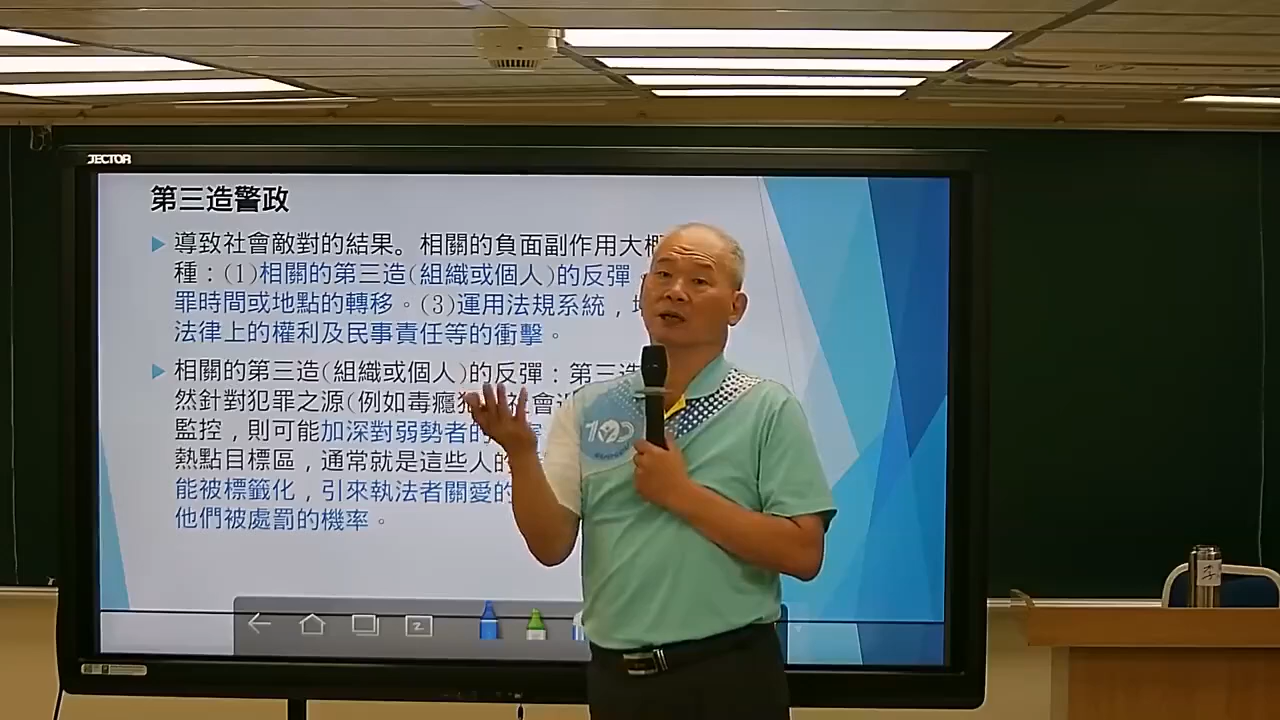 JECTOR
第三造警政
導致社會敵對的結果。相關的負面副作用大概
種：(1)相關的第三造(組織或個人)的反彈。
罪時間或地點的轉移。(3)運用法規系統，
法律上的權利及民事責任等的衝擊。
相關的第三造(組織或個人)的反彈：第三造
然針對犯罪之源(例如毒癮 社會
監控，則可能加深對弱勢者的
熱點目標區，通常就是這些人的
能被標籤化，引來執法者關愛的
他們被處罰的機率。
100
李